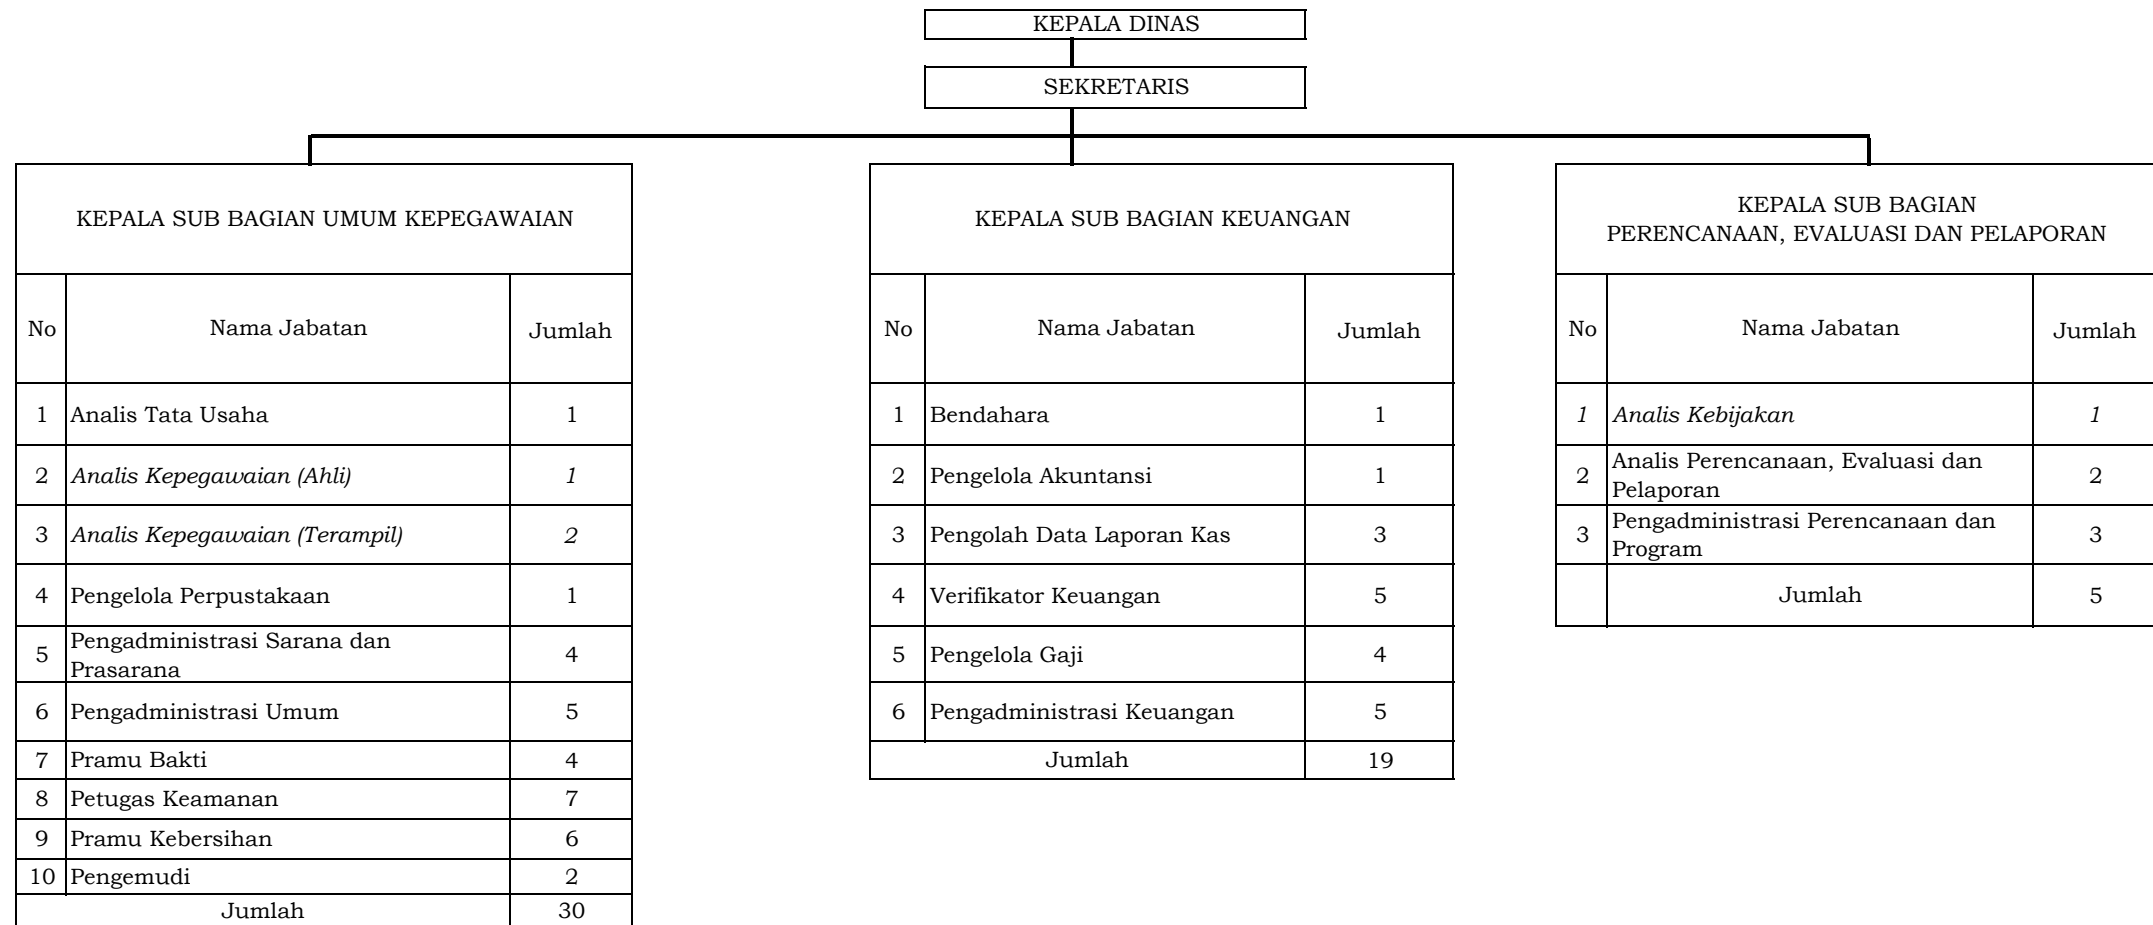 KEPALA DINAS
SEKRETARIS
KEPALA SUB BAGIAN UMUM KEPEGAWAIAN
No Nama Jabatan Jumlah
1 Analis Tata Usaha 1
2 Analis Kepegawaian (Ahli) 1
3 Analis Kepegawaian (Terampil) 2
4 Pengelola Perpustakaan 1
Pengadministrasi Sarana dan
5 Prasarana 4
6 Pengadministrasi Umum 5
7 Pramu Bakti 4
8 Petugas Keamanan 7
9 Pramu Kebersihan 6
10 Pengemudi 2
Jumlah 30
KEPALA SUB BAGIAN KEUANGAN
No Nama Jabatan Jumlah
1 Bendahara 1
2 Pengelola Akuntansi 1
3 Pengolah Data Laporan Kas 3
4 Verifikator Keuangan 5
5 Pengelola Gaji 4
6 Pengadministrasi Keuangan 5
Jumlah 19
KEPALA SUB BAGIAN
PERENCANAAN, EVALUASI DAN PELAPORAN
No Nama Jabatan Jumlah
1 Analis Kebijakan 1
Analis Perencanaan, Evaluasi dan
2 Pelaporan 2
Pengadministrasi Perencanaan dan
3 Program 3
Jumlah 5